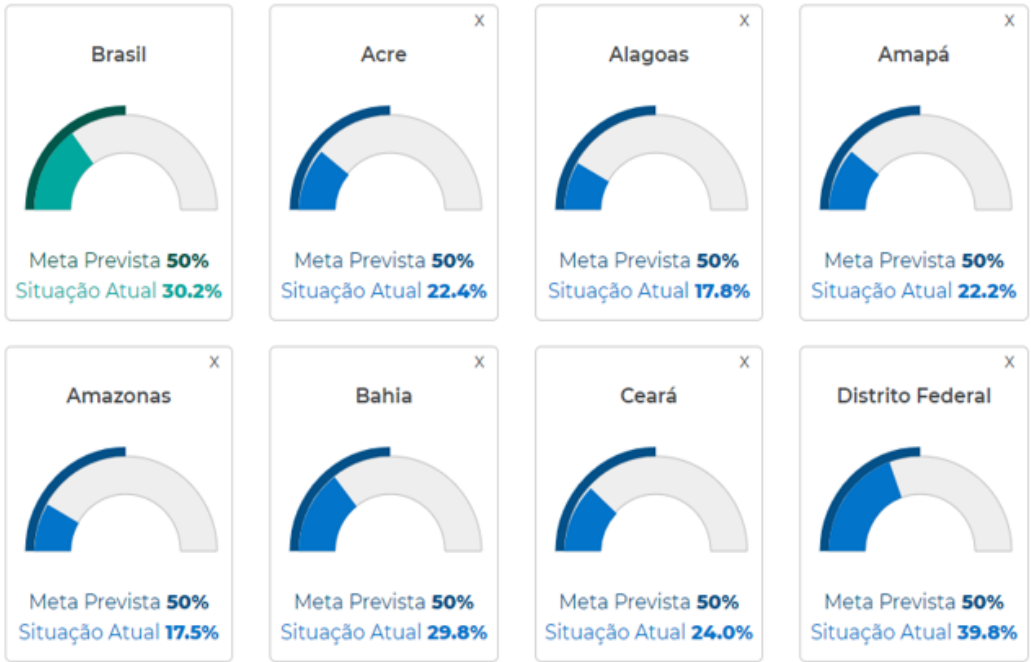 Brasil
Meta Prevista 50%
Situação Atual 30.2%
X
Acre
Meta Prevista 50%
Situação Atual 22.4%
X
Alagoas
Meta Prevista 50%
Situação Atual 17.8%
X
Amapá
Meta Prevista 50%
Situação Atual 22.2%
X
Amazonas
Meta Prevista 50%
Situação Atual 17.5%
X
Bahia
Meta Prevista 50%
Situação Atual 29.8%
X
Ceará
Meta Prevista 50%
Situação Atual 24.0%
X
Distrito Federal
Meta Prevista 50%
Situação Atual 39.8%